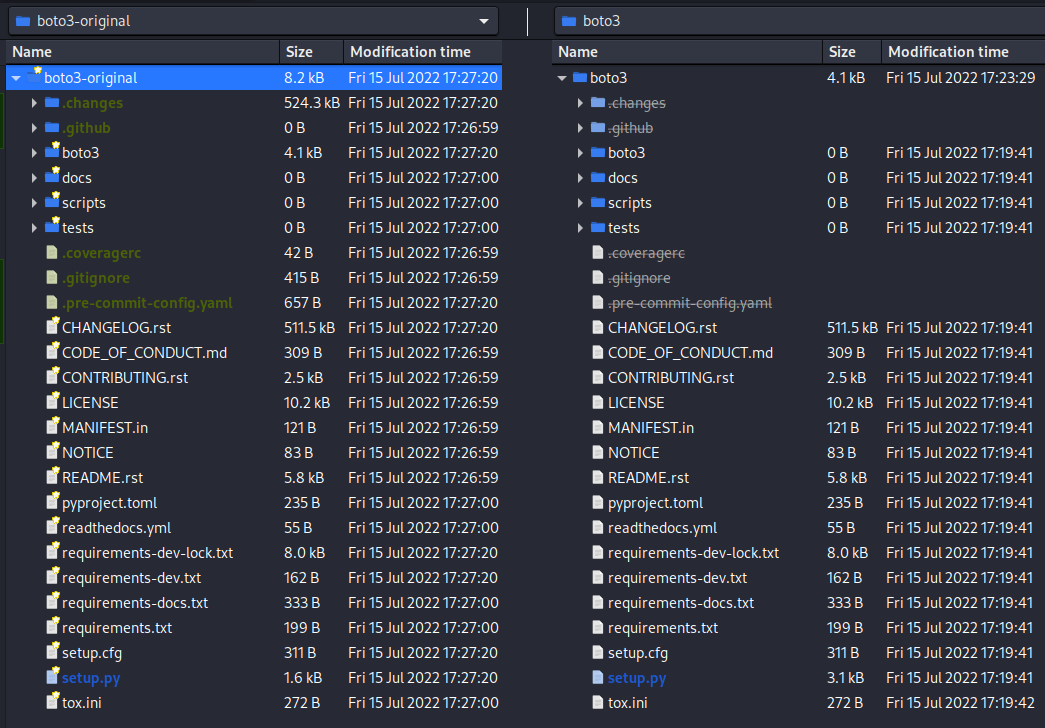 boto3-original boto3
Name Size Modification time Name Size Modification time
boto3-original 8.2 kB Fri 15 Jul 2022 17:27:20 boto3 4.1 kB Fri 15 Jul 2022 17:23:29
.changes 524.3 kB Fri 15 Jul 2022 17:27:20 .changes
.github 0 B Fri 15 Jul 2022 17:26:59 .github
boto3 4.1 kB Fri 15 Jul 2022 17:27:20 boto3 0 B Fri 15 Jul 2022 17:19:41
docs 0 B Fri 15 Jul 2022 17:27:00 docs 0 B Fri 15 Jul 2022 17:19:41
scripts 0 B Fri 15 Jul 2022 17:27:00 scripts 0 B Fri 15 Jul 2022 17:19:41
tests 0 B Fri 15 Jul 2022 17:27:00 tests 0 B Fri 15 Jul 2022 17:19:41
.coveragerc 42 B Fri 15 Jul 2022 17:26:59 .coveragerc
.gitignore 415 B Fri 15 Jul 2022 17:26:59 .gitignore
.pre-commit-config.yaml 657 B Fri 15 Jul 2022 17:27:20 .pre-commit-config.yaml
CHANGELOG.rst 511.5 kB Fri 15 Jul 2022 17:27:20 CHANGELOG.rst 511.5 kB Fri 15 Jul 2022 17:19:41
CODE_OF_CONDUCT.md 309 B Fri 15 Jul 2022 17:26:59 CODE_OF_CONDUCT.md 309 B Fri 15 Jul 2022 17:19:41
CONTRIBUTING.rst 2.5 kB Fri 15 Jul 2022 17:26:59 CONTRIBUTING.rst 2.5 kB Fri 15 Jul 2022 17:19:41
LICENSE 10.2 kB Fri 15 Jul 2022 17:26:59 LICENSE 10.2 kB Fri 15 Jul 2022 17:19:41
MANIFEST.in 121 B Fri 15 Jul 2022 17:26:59 MANIFEST.in 121 B Fri 15 Jul 2022 17:19:41
NOTICE 83 B Fri 15 Jul 2022 17:26:59 NOTICE 83 B Fri 15 Jul 2022 17:19:41
README.rst 5.8 kB Fri 15 Jul 2022 17:26:59 README.rst 5.8 kB Fri 15 Jul 2022 17:19:41
pyproject.toml 235 B Fri 15 Jul 2022 17:27:00 pyproject.toml 235 B Fri 15 Jul 2022 17:19:41
readthedocs.yml 55 B Fri 15 Jul 2022 17:27:00 readthedocs.yml 55 B Fri 15 Jul 2022 17:19:41
requirements-dev-lock.txt 8.0 kB Fri 15 Jul 2022 17:27:20 requirements-dev-lock.txt 8.0 kB Fri 15 Jul 2022 17:19:41
requirements-dev.txt 162 B Fri 15 Jul 2022 17:27:20 requirements-dev.txt 162 B Fri 15 Jul 2022 17:19:41
requirements-docs.txt 333 B Fri 15 Jul 2022 17:27:00 requirements-docs.txt 333 B Fri 15 Jul 2022 17:19:41
requirements.txt 199 B Fri 15 Jul 2022 17:27:00 requirements.txt 199 B Fri 15 Jul 2022 17:19:41
setup.cfg 311 B Fri 15 Jul 2022 17:27:20 setup.cfg 311 B Fri 15 Jul 2022 17:19:41
setup.py 1.6 kB Fri 15 Jul 2022 17:27:20 setup.py 3.1 kB Fri 15 Jul 2022 17:19:41
tox.ini 272 B Fri 15 Jul 2022 17:27:00 tox.ini 272 B Fri 15 Jul 2022 17:19:42